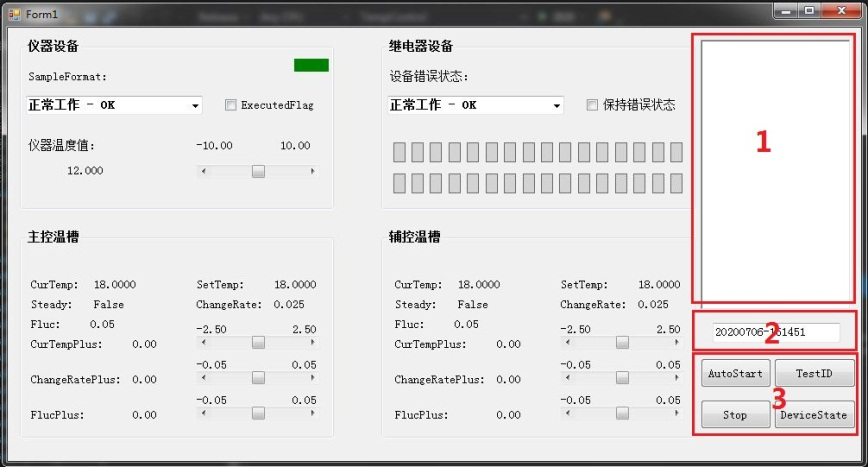 Form1
仪器设备
SampleFormat:
正常工作 - OK
ExecutedFlag
仪器温度值:
-10.00 10.00
12.000
继电器设备
设备错误状态:
正常工作 - OK
保持错误状态
主控温槽
CurTemp: 18.0000 SetTemp: 18.0000
Steady: False ChangeRate: 0.025
Fluc: 0.05
-2.50 2.50
CurTempPlus: 0.00
-0.05 0.05
ChangeRatePlus: 0.00
-0.05 0.05
FlucPlus: 0.00
辅控温槽
CurTemp: 18.0000 SetTemp: 18.0000
Steady: False ChangeRate: 0.025
Fluc: 0.05
-2.50 2.50
CurTempPlus: 0.00
-0.05 0.05
ChangeRatePlus: 0.00
-0.05 0.05
FlucPlus: 0.00
1
20200706-151451
2
AutoStart TestID
3
Stop DeviceState